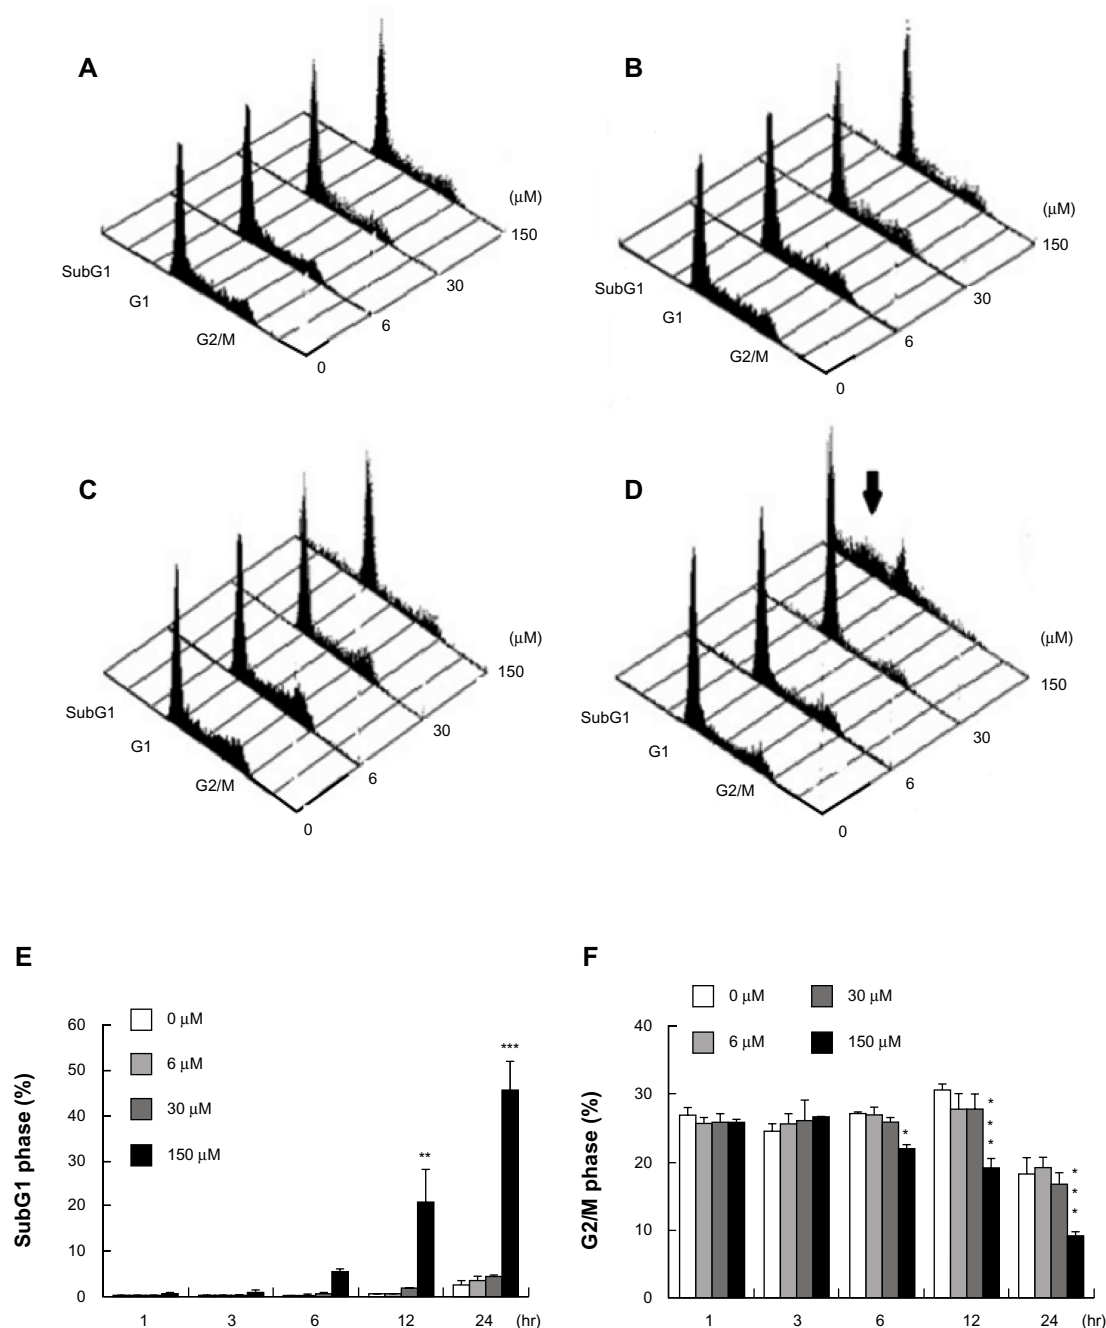 A
B
(μM)
150
30
6
0
SubG1
G1
G2/M
(μM)
150
30
6
0
SubG1
G1
G2/M
C
D
(μM)
150
30
6
0
SubG1
G1
G2/M
(μM)
150
30
6
0
SubG1
G1
G2/M
E
F
SubG1 phase (%)
60
50
40
30
20
10
0
0 μM
6 μM
30 μM
150 μM
**
***
1 3 6 12 24 (hr)
G2/M phase (%)
40
30
20
10
0
0 μM 30 μM
6 μM 150 μM
*
***
***
1 3 6 12 24 (hr)